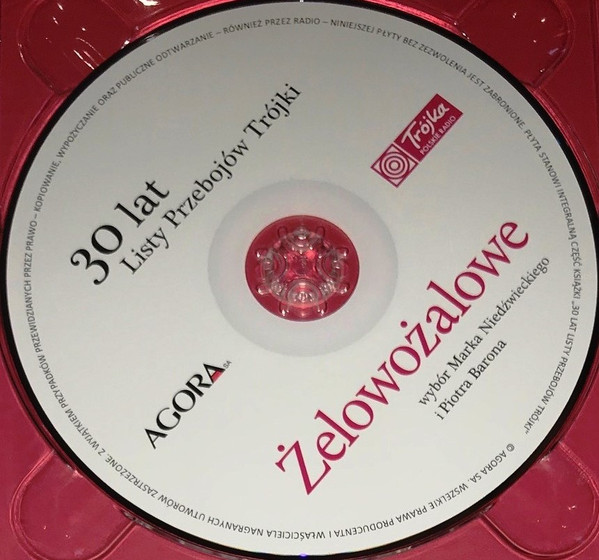 30 lat
Listy Przebojów Trójki
Trójka
POLSKIE RADIO
AGORA SA
Żelowożalowe
wybór Marka Niedźwieckiego
i Piotra Barona
© AGORA SA. WSZELKIE PRAWA PRODUCENTA I WŁAŚCICIELA NAGRANYCH UTWORÓW ZASTRZEŻONE. Z WYJĄTKIEM PRZYPADKÓW PRZEWIDZIANYCH PRZEZ PRAWO – KOPIOWANIE, WYPOŻYCZANIE ORAZ PUBLICZNE ODTWARZANIE – RÓWNIEŻ PRZEZ RADIO – NINIEJSZEJ PŁYTY BEZ ZEZWOLENIA JEST ZABRONIONE. PŁYTA STANOWI INTEGRALNĄ CZĘŚĆ KSIĄŻKI „30 LAT LISTY PRZEBOJÓW TRÓJKI”